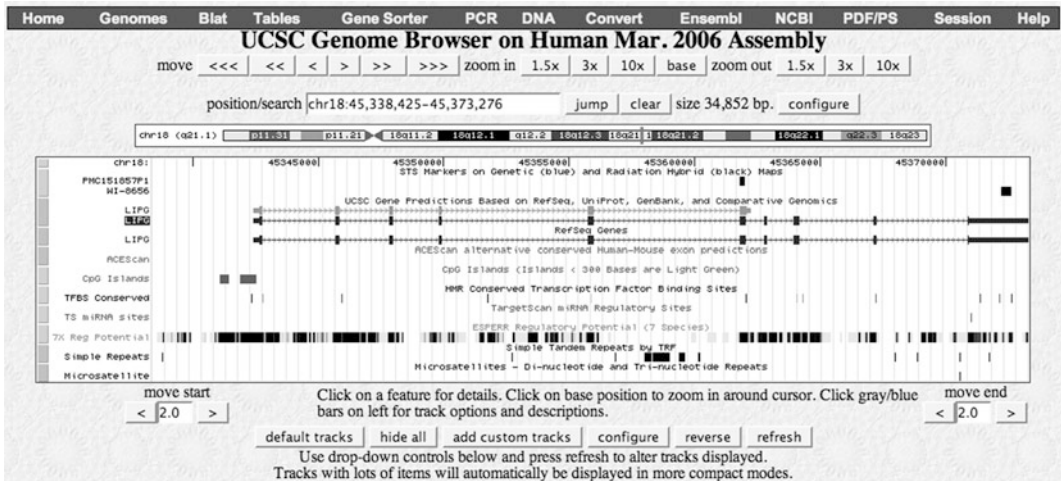 Home Genomes Blat Tables Gene Sorter PCR DNA Convert Ensembl NCBI PDF/PS Session Help
UCSC Genome Browser on Human Mar. 2006 Assembly
move <<< << < > >> >>> zoom in 1.5x 3x 10x base zoom out 1.5x 3x 10x
position/search chr18:45,338,425-45,373,276 jump clear size 34,852 bp. configure
chr18 (q21.1) p11.31 p11.21 18q11.2 18q12.1 q12.2 18q12.3 18q21.2 18q22.1 q22.3 18q23
chr18: 45345000 45350000 45355000 45360000 45365000 45370000
STS Markers on Genetic (blue) and Radiation Hybrid (black) Maps
PMC151857P1
WI-8656
UCSC Gene Predictions Based on RefSeq, UniProt, GenBank, and Comparative Genomics
LIPG
LIPG
RefSeq Genes
LIPG
ACEScan alternative conserved Human-Mouse exon predictions
ACEScan
CpG Islands (Islands < 300 Bases are Light Green)
CpG Islands
HMR Conserved Transcription Factor Binding Sites
TFBS Conserved
TargetScan miRNA Regulatory Sites
TS miRNA sites
ESPERR Regulatory Potential (7 Species)
7X Reg Potential
Simple Tandem Repeats by TRF
Simple Repeats
Microsatellites - Di-nucleotide and Tri-nucleotide Repeats
Microsatellite
move start Click on a feature for details. Click on base position to zoom in around cursor. Click gray/blue move end
< 2.0 > bars on left for track options and descriptions. < 2.0 >
default tracks hide all add custom tracks configure reverse refresh
Use drop-down controls below and press refresh to alter tracks displayed.
Tracks with lots of items will automatically be displayed in more compact modes.